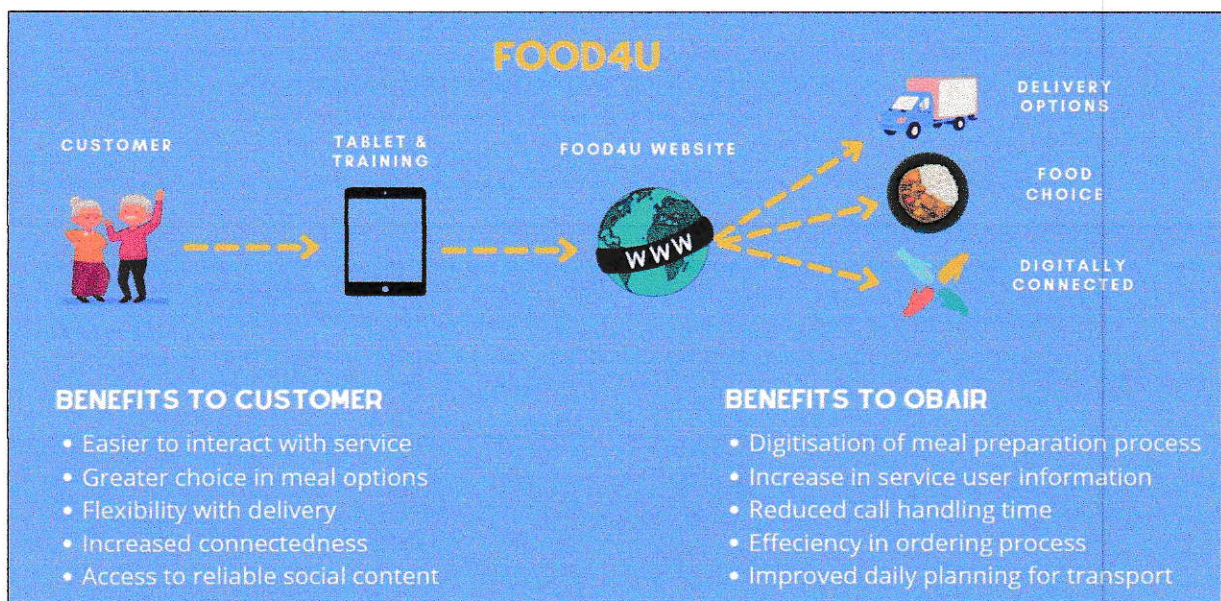 FOOD4U
CUSTOMER
TABLET &
TRAINING
FOOD4U WEBSITE
WWW
DELIVERY
OPTIONS
FOOD
CHOICE
DIGITALLY
CONNECTED
BENEFITS TO CUSTOMER
• Easier to interact with service
• Greater choice in meal options
• Flexibility with delivery
• Increased connectedness
• Access to reliable social content
BENEFITS TO OBAIR
• Digitisation of meal preparation process
• Increase in service user information
• Reduced call handling time
• Effeciency in ordering process
• Improved daily planning for transport